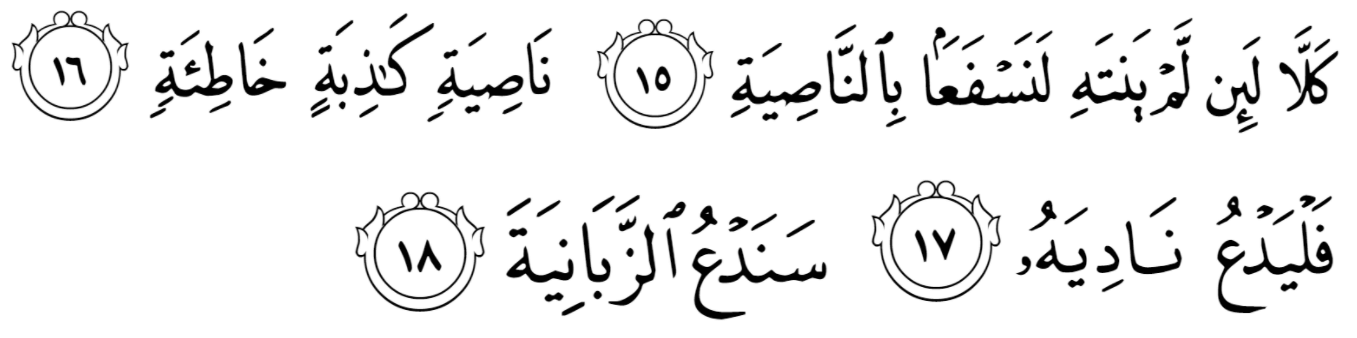 كَلَّا لَئِن لَّمْ يَنتَهِ لَنَسْفَعًۢا بِٱلنَّاصِيَةِ ١٥ نَاصِيَةٍ كَـٰذِبَةٍ خَاطِئَةٍ ١٦
فَلْيَدْعُ نَادِيَهُۥ ١٧ سَنَدْعُ ٱلزَّبَانِيَةَ ١٨